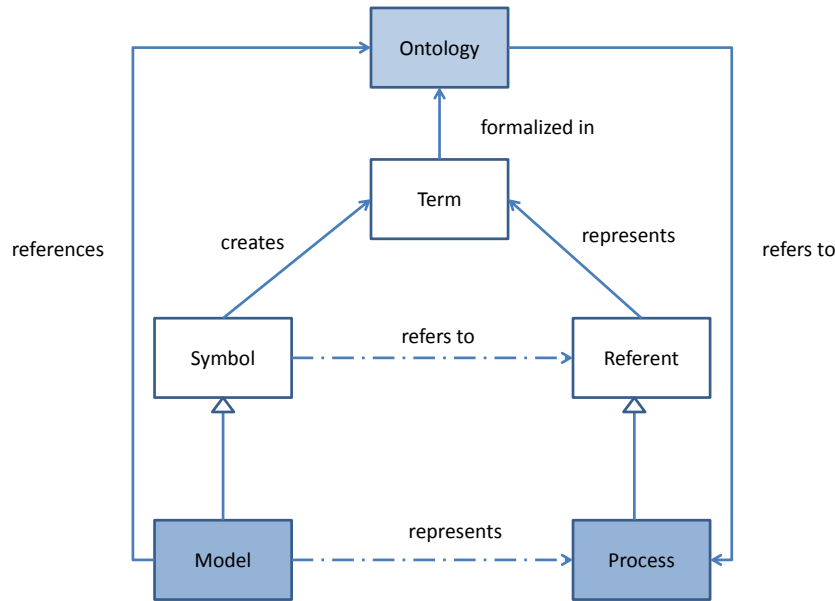 Ontology
formalized in
Term
references
creates
represents
refers to
Symbol
refers to
Referent
Model
represents
Process